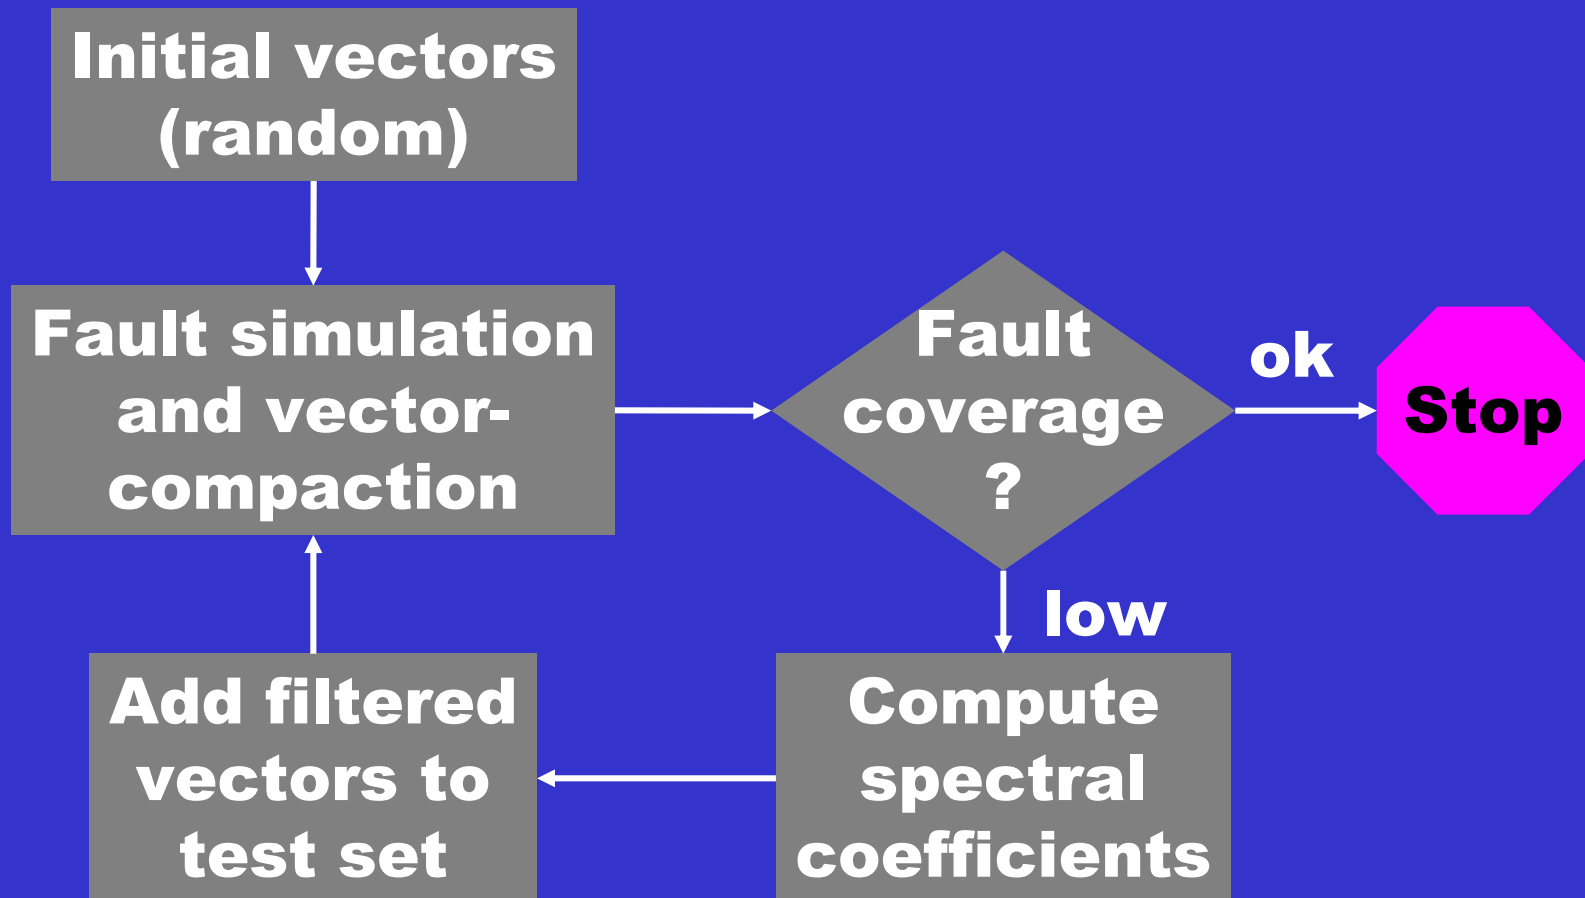 Initial vectors
(random)
Fault simulation
and vector-
compaction
Fault
coverage
?
ok
Stop
low
Add filtered
vectors to
test set
Compute
spectral
coefficients